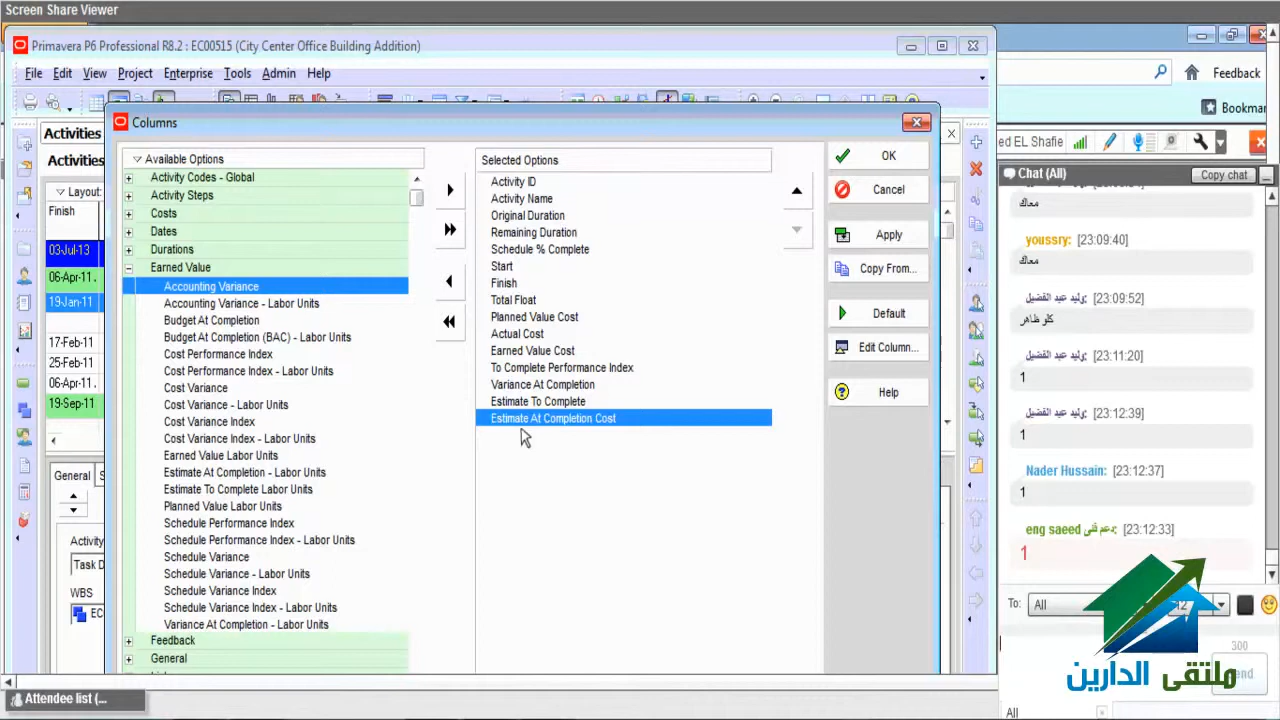 Screen Share Viewer
Primavera P6 Professional R8.2 : EC00515 (City Center Office Building Addition)
File Edit View Project Enterprise Tools Admin Help
Feedback
Bookmar
Columns
ed EL Shafie
Activities
Activities
Layout:
Finish
03-Jul-13
06-Apr-11
19-Jan-11
17-Feb-11
25-Feb-11
06-Apr-11
19-Sep-11
General
Activity
Task D
WBS
EC
Available Options
Activity Codes - Global
Activity Steps
Costs
Dates
Durations
Earned Value
Accounting Variance
Accounting Variance - Labor Units
Budget At Completion
Budget At Completion (BAC) - Labor Units
Cost Performance Index
Cost Performance Index - Labor Units
Cost Variance
Cost Variance - Labor Units
Cost Variance Index
Cost Variance Index - Labor Units
Earned Value Labor Units
Estimate At Completion - Labor Units
Estimate To Complete Labor Units
Planned Value Labor Units
Schedule Performance Index
Schedule Performance Index - Labor Units
Schedule Variance
Schedule Variance - Labor Units
Schedule Variance Index
Schedule Variance Index - Labor Units
Variance At Completion - Labor Units
Feedback
General
Selected Options
Activity ID
Activity Name
Original Duration
Remaining Duration
Schedule % Complete
Start
Finish
Total Float
Planned Value Cost
Actual Cost
Earned Value Cost
To Complete Performance Index
Variance At Completion
Estimate To Complete
Estimate At Completion Cost
OK
Cancel
Apply
Copy From...
Default
Edit Column...
Help
Chat (All)
Copy chat
معاك
youssry: [23:09:40]
معاك
وليد عبد الفضيل: [23:09:52]
كلو ظاهر
وليد عبد الفضيل: [23:11:20]
1
وليد عبد الفضيل: [23:12:39]
1
Nader Hussain: [23:12:37]
1
eng saeed دعم فنى: [23:12:33]
1
To: All
12
300
end
ملتقى الدارين
All
Attendee list (...